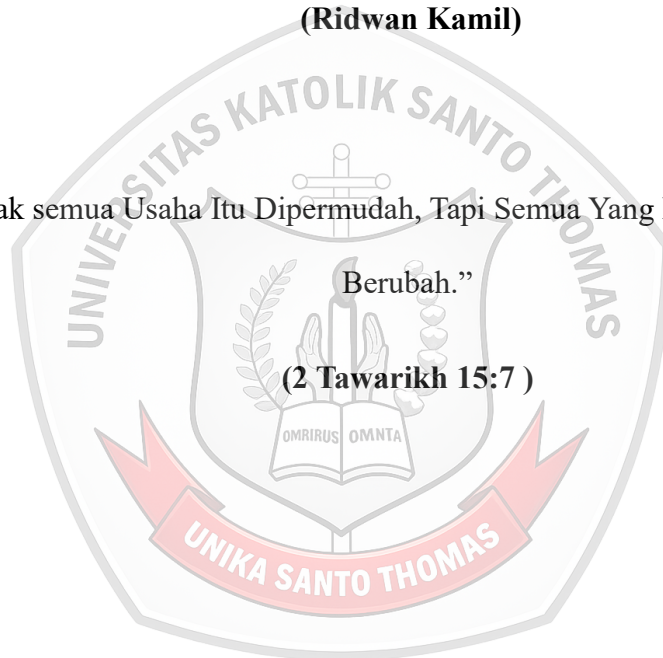 (Ridwan Kamil)
UNIVERSITAS KATOLIK SANTO THOMAS
semua Usaha Itu Dipermudah, Tapi Semua Yang
Berubah.”
(2 Tawarikh 15:7 )
OMRIRUS OMNTA
UNIKA SANTO THOMAS